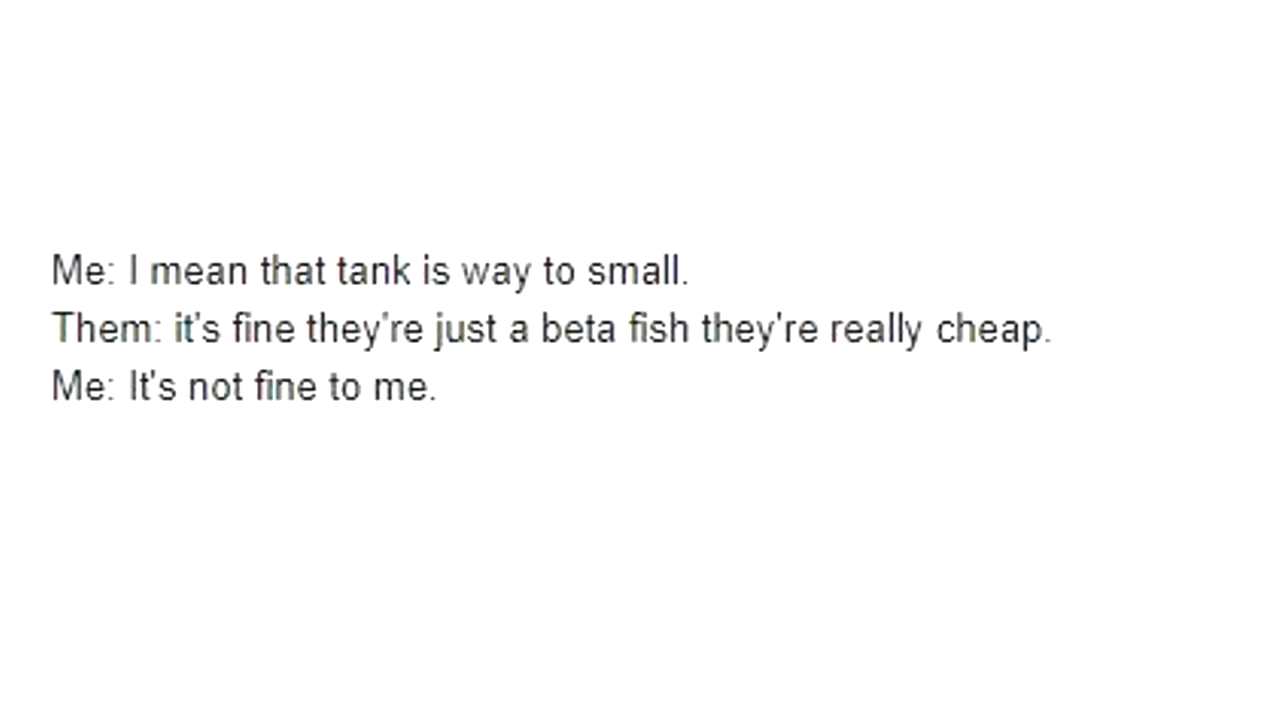 Me: I mean that tank is way to small.
Them: it's fine they're just a beta fish they're really cheap.
Me: It's not fine to me.